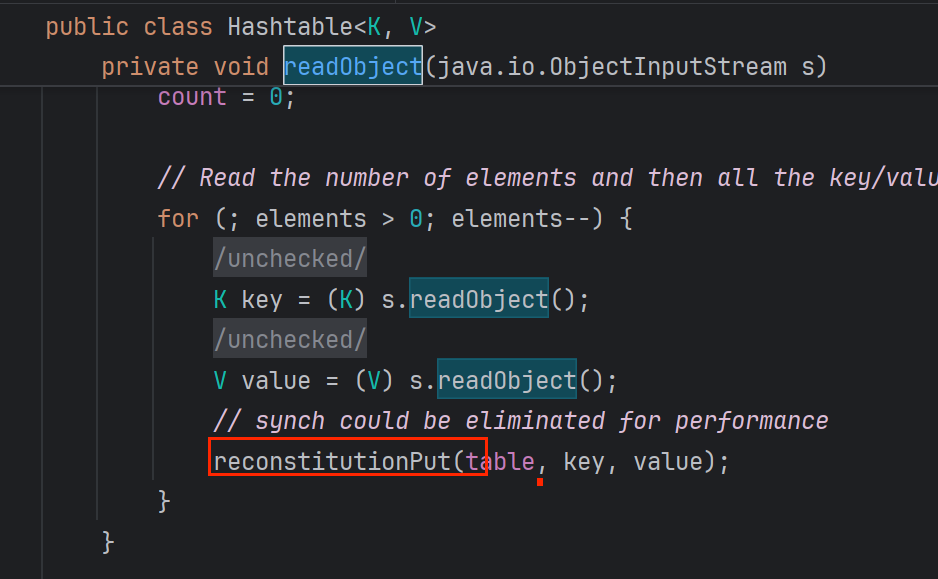 public class Hashtable<K, V>
private void readObject(java.io.ObjectInputStream s)
count = 0;
// Read the number of elements and then all the key/valu
for (; elements > 0; elements--) {
/unchecked/
K key = (K) s.readObject();
/unchecked/
V value = (V) s.readObject();
// synch could be eliminated for performance
reconstitutionPut(table, key, value);
}
}